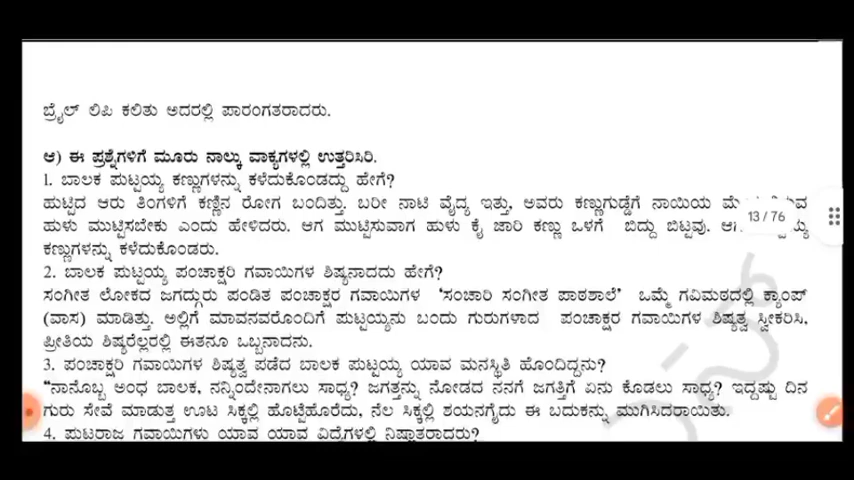 ಬ್ರೈಲ್ ಲಿಪಿ ಕಲಿತು ಅದರಲ್ಲಿ ಪಾರಂಗತರಾದರು.
ಆ) ಈ ಪ್ರಶ್ನೆಗಳಿಗೆ ಮೂರು ನಾಲ್ಕು ವಾಕ್ಯಗಳಲ್ಲಿ ಉತ್ತರಿಸಿರಿ.
1. ಬಾಲಕ ಪುಟ್ಟಯ್ಯ ಕಣ್ಣುಗಳನ್ನು ಕಳೆದುಕೊಂಡದ್ದು ಹೇಗೆ?
ಹುಟ್ಟಿದ ಆರು ತಿಂಗಳಿಗೆ ಕಣ್ಣಿನ ರೋಗ ಬಂದಿತ್ತು. ಬರೀ ನಾಟಿ ವೈದ್ಯ ಇತ್ತು, ಅವರು ಕಣ್ಣುಗುಡ್ಡೆಗೆ ನಾಯಿಯ
13 / 76
ಹುಳು ಮುಟ್ಟಿಸಬೇಕು ಎಂದು ಹೇಳಿದರು. ಆಗ ಮುಟ್ಟಿಸುವಾಗ ಹುಳು ಕೈ ಜಾರಿ ಕಣ್ಣು ಒಳಗೆ ಬಿದ್ದು ಬಿಟ್ಟವು.
ಕಣ್ಣುಗಳನ್ನು ಕಳೆದುಕೊಂಡರು.
2. ಬಾಲಕ ಪುಟ್ಟಯ್ಯ ಪಂಚಾಕ್ಷರಿ ಗವಾಯಿಗಳ ಶಿಷ್ಯನಾದದು ಹೇಗೆ?
ಸಂಗೀತ ಲೋಕದ ಜಗದ್ಗುರು ಪಂಡಿತ ಪಂಚಾಕ್ಷರ ಗವಾಯಿಗಳ 'ಸಂಚಾರಿ ಸಂಗೀತ ಪಾಠಶಾಲೆ' ಒಮ್ಮೆ ಗವಿಮಠದಲ್ಲಿ ಕ್ಯಾಂಪ್
(ವಾಸ) ಮಾಡಿತ್ತು. ಅಲ್ಲಿಗೆ ಮಾವನವರೊಂದಿಗೆ ಪುಟ್ಟಯ್ಯನು ಬಂದು ಗುರುಗಳಾದ ಪಂಚಾಕ್ಷರ ಗವಾಯಿಗಳ ಶಿಷ್ಯತ್ವ ಸ್ವೀಕರಿಸಿ,
ಪ್ರೀತಿಯ ಶಿಷ್ಯರೆಲ್ಲರಲ್ಲಿ ಈತನೂ ಒಬ್ಬನಾದನು.
3. ಪಂಚಾಕ್ಷರಿ ಗವಾಯಿಗಳ ಶಿಷ್ಯತ್ವ ಪಡೆದ ಬಾಲಕ ಪುಟ್ಟಯ್ಯ ಯಾವ ಮನಸ್ಥಿತಿ ಹೊಂದಿದ್ದನು?
"ನಾನೊಬ್ಬ ಅಂಧ ಬಾಲಕ, ನನ್ನಿಂದೇನಾಗಲು ಸಾಧ್ಯ? ಜಗತ್ತನ್ನು ನೋಡದ ನನಗೆ ಜಗತ್ತಿಗೆ ಏನು ಕೊಡಲು ಸಾಧ್ಯ? ಇದ್ದಷ್ಟು ದಿನ
ಗುರು ಸೇವೆ ಮಾಡುತ್ತ ಊಟ ಸಿಕ್ಕಲ್ಲಿ ಹೊಟ್ಟಿಹೊರೆದು, ನೆಲ ಸಿಕ್ಕಲ್ಲಿ ಶಯನಗೈದು ಈ ಬದುಕನ್ನು ಮುಗಿಸಿದರಾಯಿತು.
4. ಪುಟರಾಜ ಗವಾಯಿಗಳು ಯಾವ ಯಾವ ವಿದ್ಯೆಗಳಲ್ಲಿ ನಿಷ್ಣಾತರಾದರು?